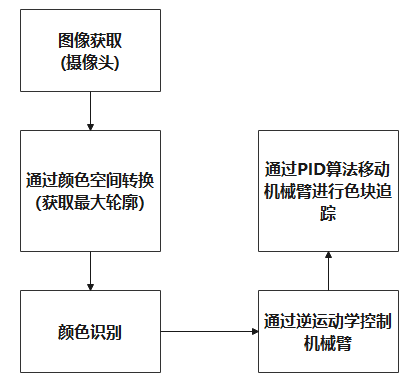 图像获取
(摄像头)
通过颜色空间转换
(获取最大轮廓)
颜色识别
通过逆运动学控制
机械臂
通过PID算法移动
机械臂进行色块追
踪